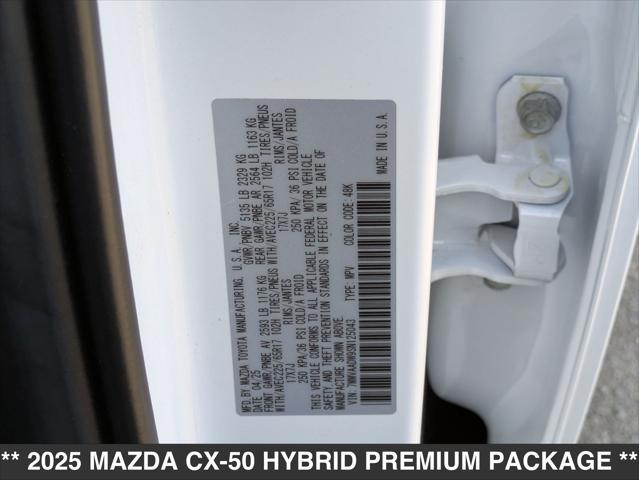 MFD. BY MAZDA TOYOTA MANUFACTURING, U.S.A., INC.
DATE 04/25 GVWR/PNBV 5135 LB 2329 KG
FRONT GAWR/PNBE AV 2593 LB 1176 KG REAR GAWR/PNBE AR 2564 LB 1163 KG
WITH/AVEC225/65R17 102H TIRES/PNEUS WITH/AVEC225/65R17 102H TIRES/PNEUS
17X7J RIMS/JANTES 17X7J RIMS/JANTES
250 KPA/36 PSI COLD/A FROID 250 KPA/ 36 PSI COLD/A FROID
THIS VEHICLE CONFORMS TO ALL APPLICABLE FEDERAL MOTOR VEHICLE
SAFETY AND THEFT PREVENTION STANDARDS IN EFFECT ON THE DATE OF
MANUFACTURE SHOWN ABOVE.
TYPE: MPV COLOR CODE: 48K MADE IN U.S.A.
** 2025 MAZDA CX-50 HYBRID PREMIUM PACKAGE **